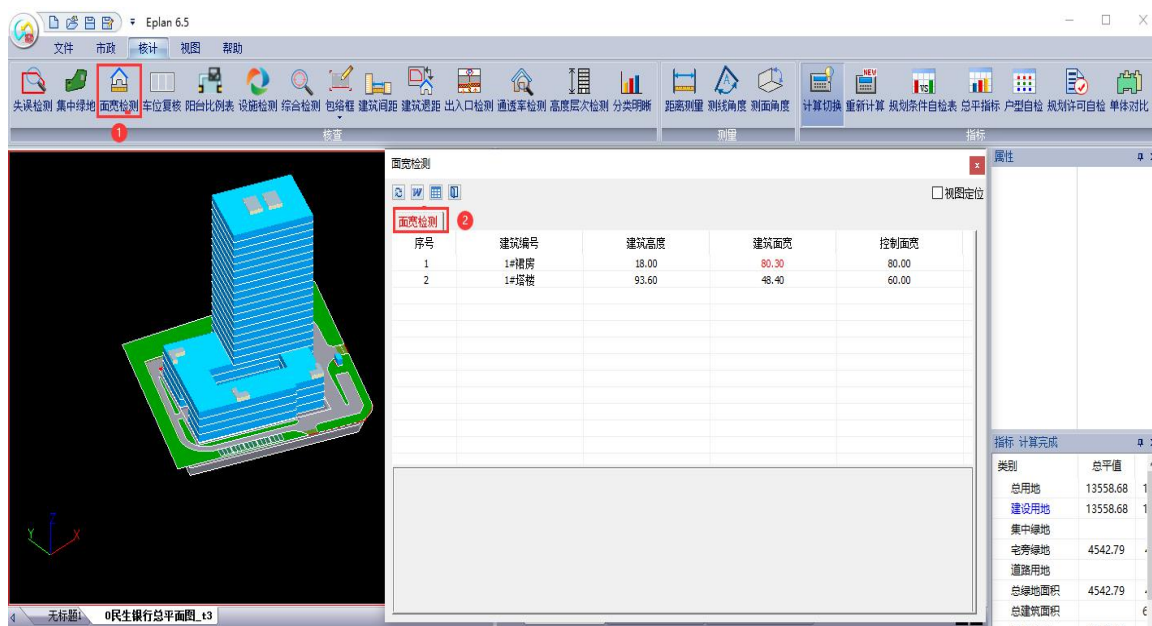 Eplan 6.5
文件 市政 核计 视图 帮助
失误检测 集中绿地 面宽检测 车位复核 阳台比例表 设施检测 综合检测 包络框 建筑间距 建筑退距 出入口检测 通透率检测 高度层次检测 分类明晰 距离测量 测线角度 测面角度 计算切换 重新计算 规划条件自检表 总平指标 户型自检 规划许可自检 单体对比
1
核查 测量 指标
面宽检测
属性
视图定位
面宽检测 2
序号 建筑编号 建筑高度 建筑面宽 控制面宽
1 1#裙房 18.00 80.30 80.00
2 1#塔楼 93.60 48.40 60.00
指标 计算完成
类别 总平值
总用地 13558.68
建设用地 13558.68
集中绿地
宅旁绿地 4542.79
道路用地
总绿地面积 4542.79
总建筑面积
Z
Y X
无标题1 0民生银行总平面图_t3